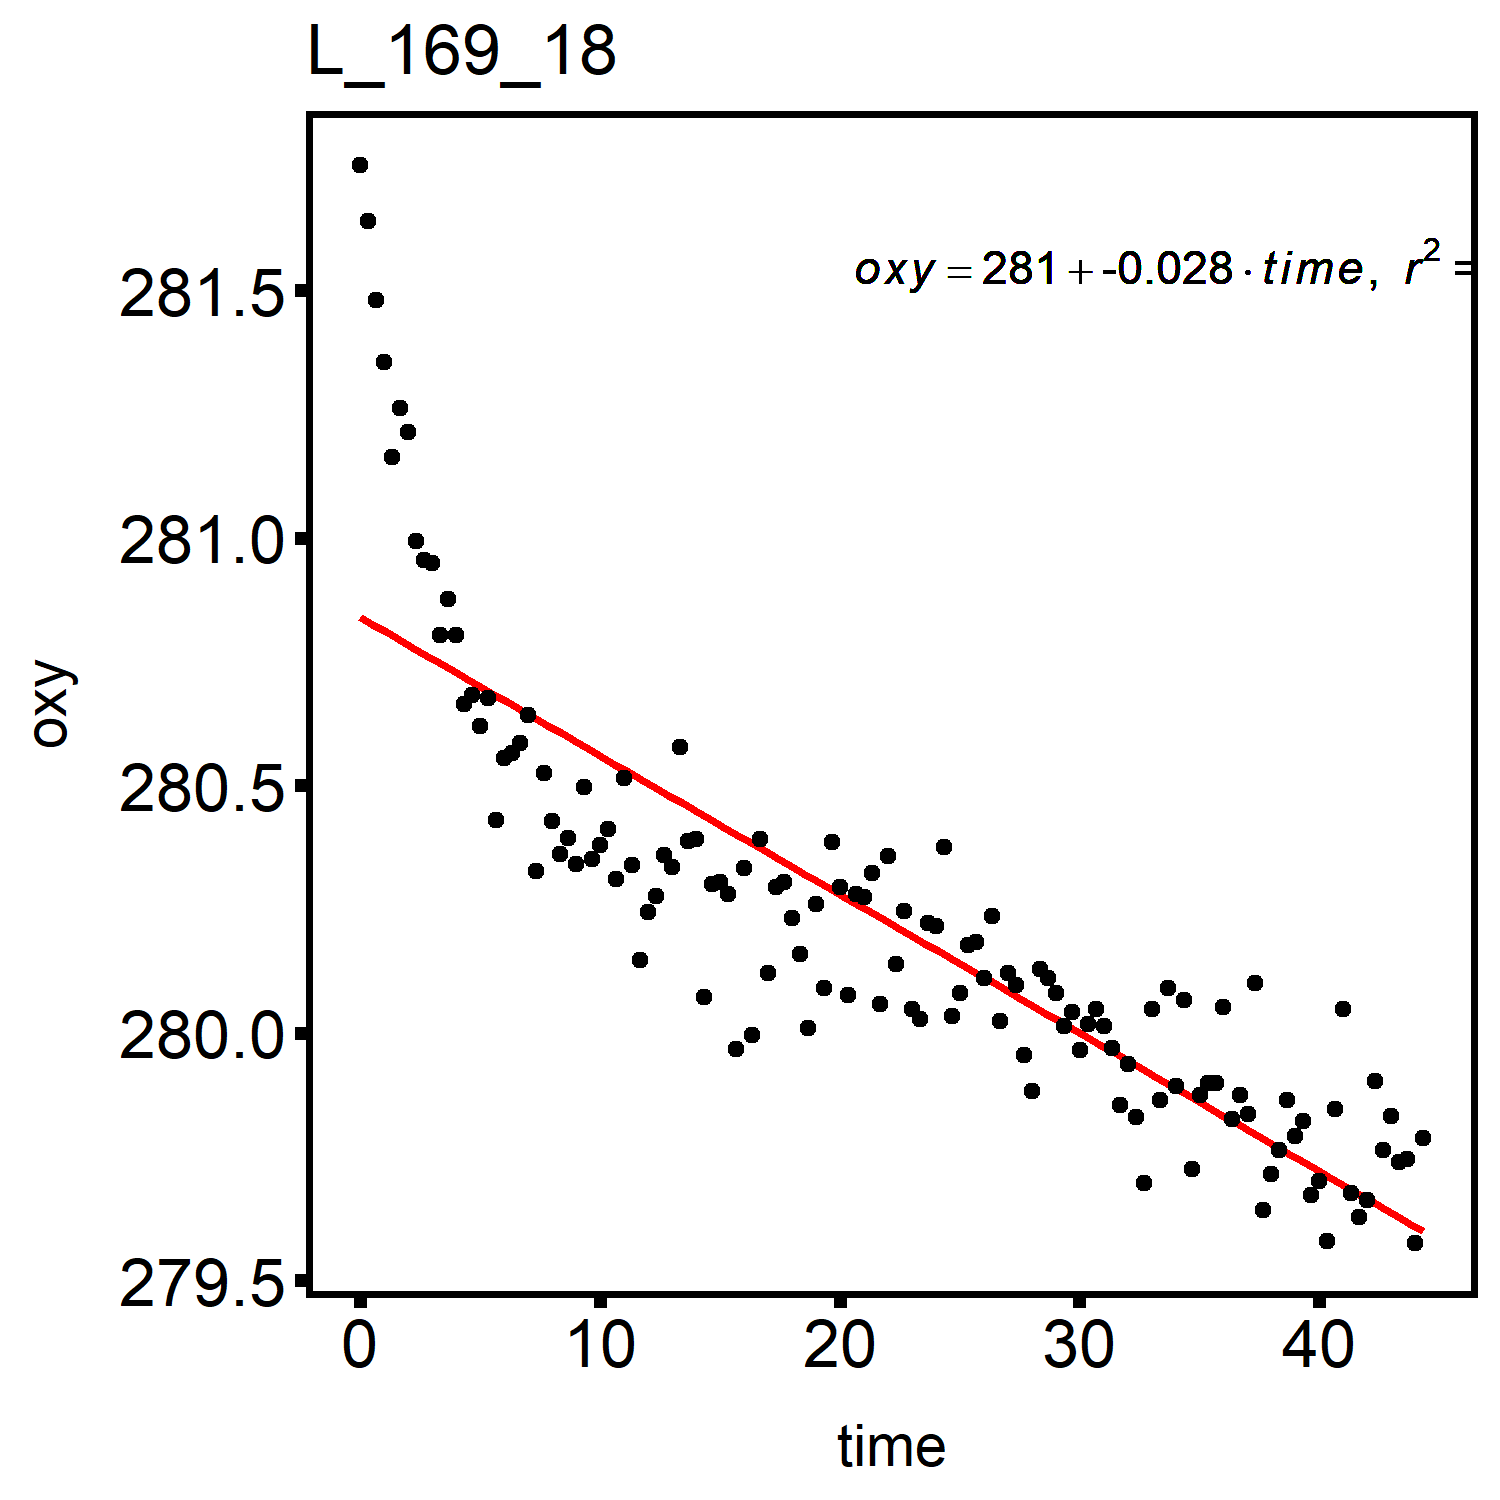 L_169_18
oxy = 281 + -0.028 · time, r² =
281.5
281.0
280.5
280.0
279.5
oxy
0 10 20 30 40
time